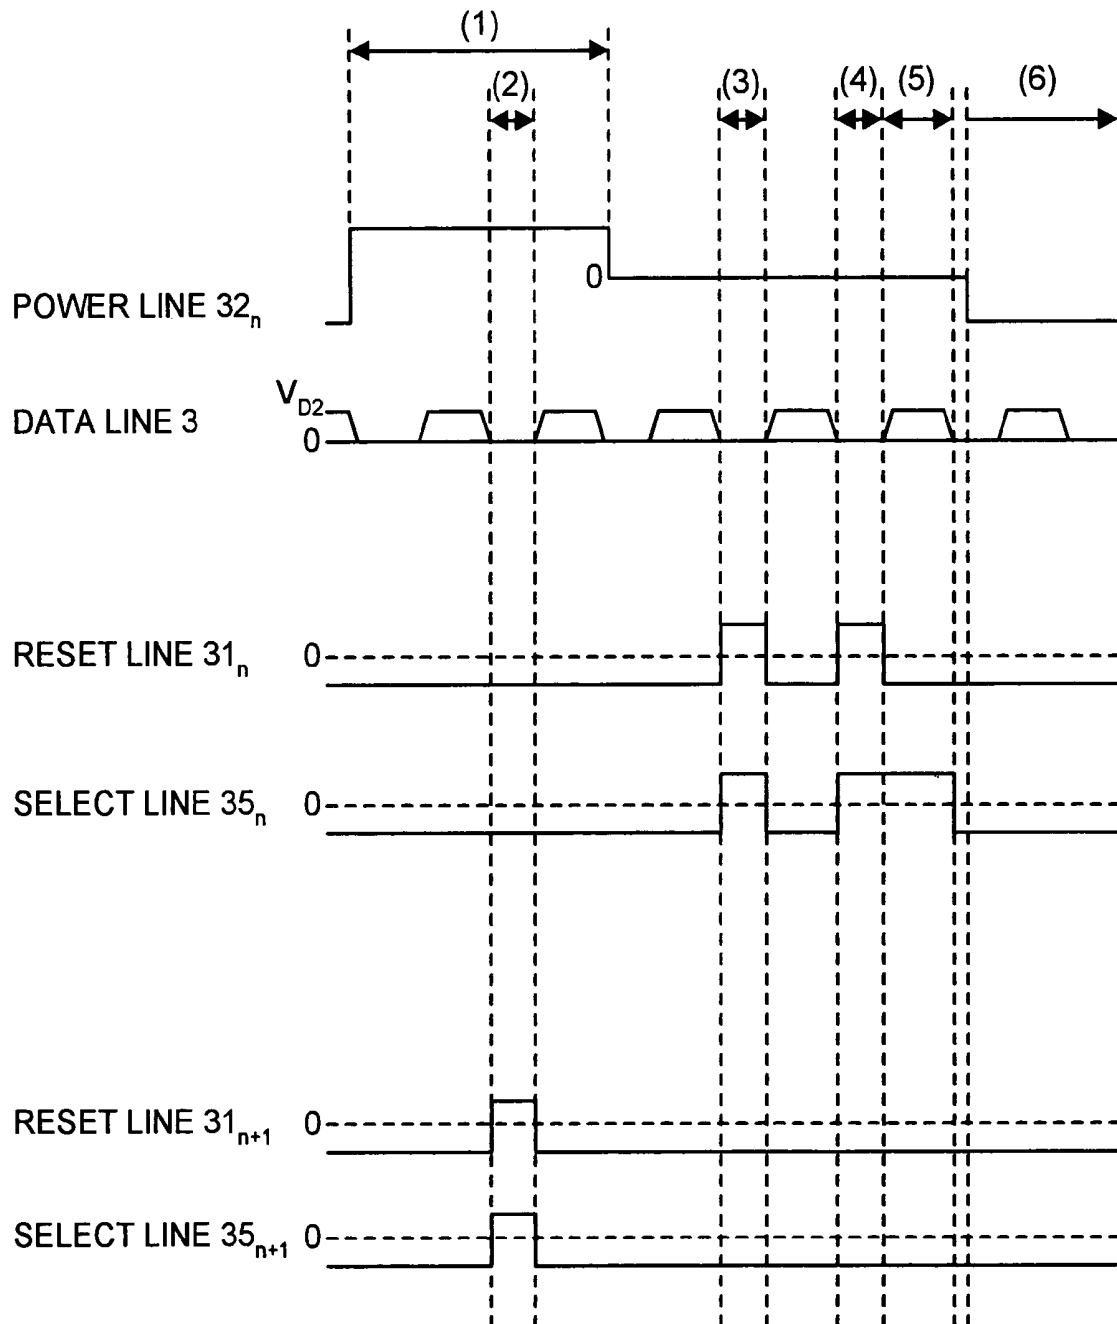 (1)
(2) (3) (4) (5) (6)
0
POWER LINE 32n
VD2
DATA LINE 3
0
RESET LINE 31n 0
SELECT LINE 35n 0
RESET LINE 31n+1 0
SELECT LINE 35n+1 0